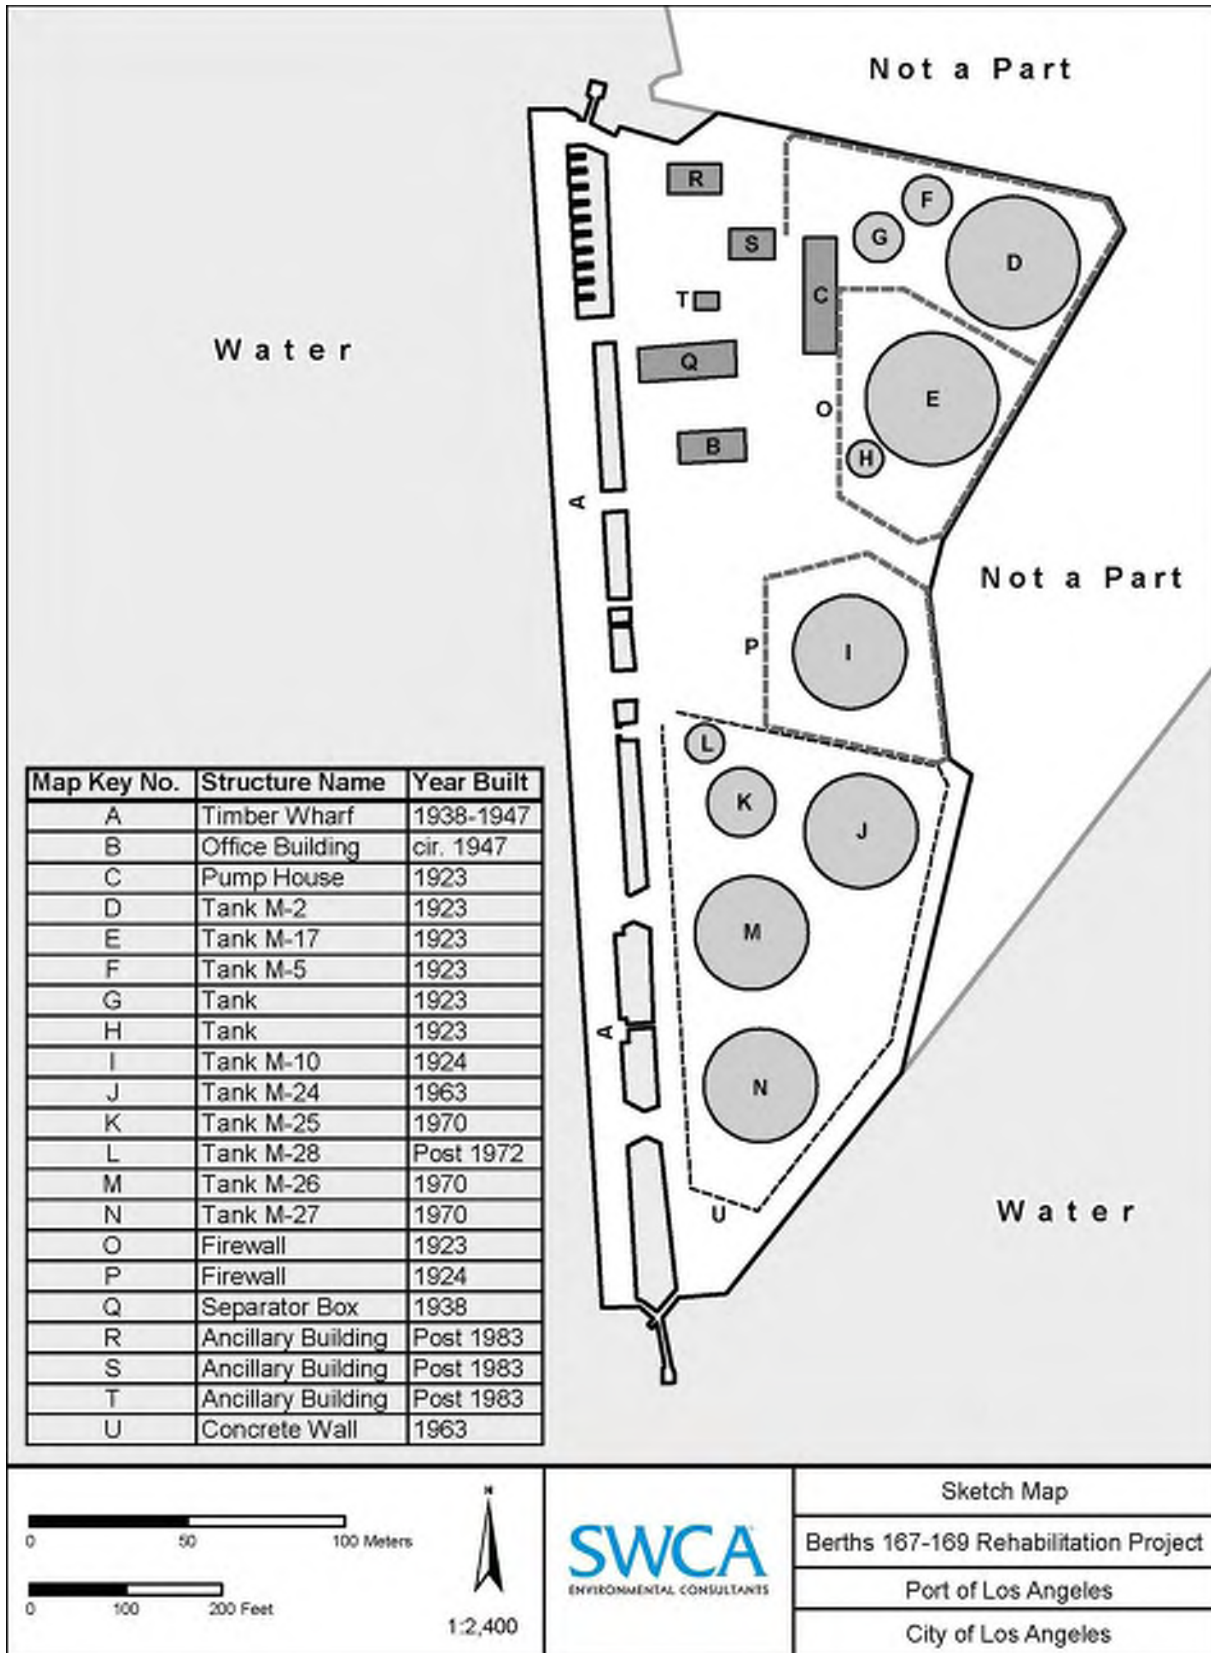 Not a Part
R
F
S
G
D
C
T
Water
Q
E
O
B
H
A
Not a Part
P
I
L
K
J
M
A
N
U
Water
Map Key No. Structure Name Year Built
A Timber Wharf 1938-1947
B Office Building cir. 1947
C Pump House 1923
D Tank M-2 1923
E Tank M-17 1923
F Tank M-5 1923
G Tank 1923
H Tank 1923
I Tank M-10 1924
J Tank M-24 1963
K Tank M-25 1970
L Tank M-28 Post 1972
M Tank M-26 1970
N Tank M-27 1970
O Firewall 1923
P Firewall 1924
Q Separator Box 1938
R Ancillary Building Post 1983
S Ancillary Building Post 1983
T Ancillary Building Post 1983
U Concrete Wall 1963
0 50 100 Meters
0 100 200 Feet
N
1:2,400
SWCA
ENVIRONMENTAL CONSULTANTS
Sketch Map
Berths 167-169 Rehabilitation Project
Port of Los Angeles
City of Los Angeles